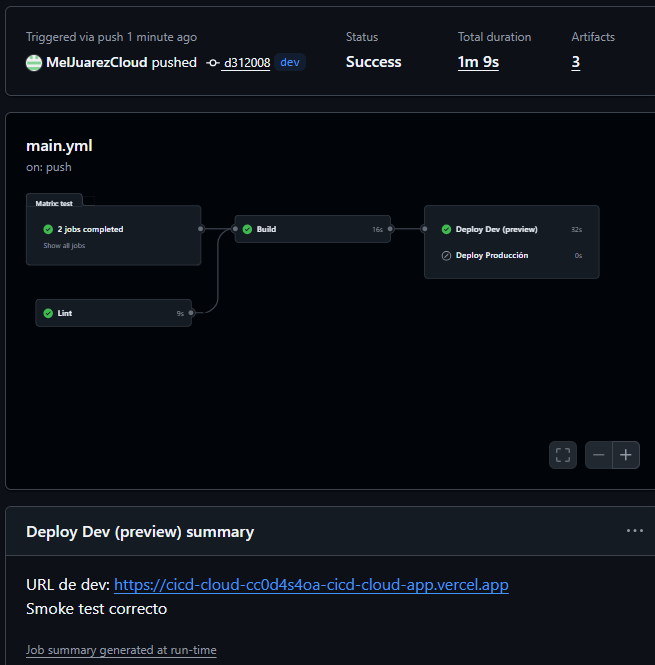 Triggered via push 1 minute ago
Status
Total duration
Artifacts
MelJuarezCloud pushed d312008 dev
Success
1m 9s
3
main.yml
on: push
Matrix: test
2 jobs completed
Show all jobs
Build 16s
Deploy Dev (preview) 32s
Deploy Producción 0s
Lint 9s
Deploy Dev (preview) summary
URL de dev: https://cicd-cloud-cc0d4s4oa-cicd-cloud-app.vercel.app
Smoke test correcto
Job summary generated at run-time